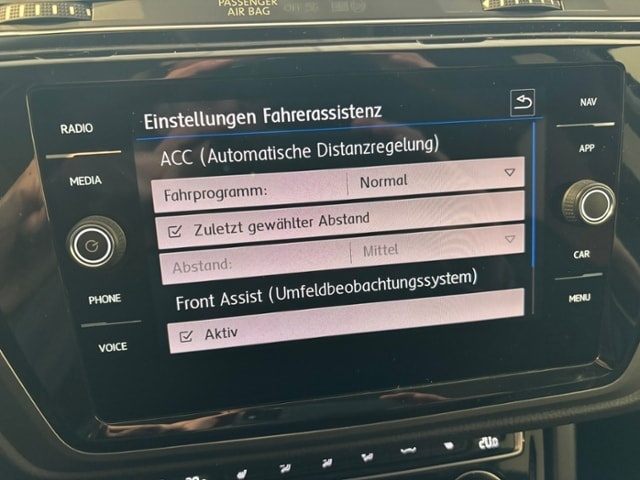 PASSENGER
AIR BAG
RADIO
MEDIA
PHONE
VOICE
Einstellungen Fahrerassistenz
ACC (Automatische Distanzregelung)
Fahrprogramm: Normal
Zuletzt gewählter Abstand
Abstand: Mittel
Front Assist (Umfeldbeobachtungssystem)
Aktiv
NAV
APP
CAR
MENU